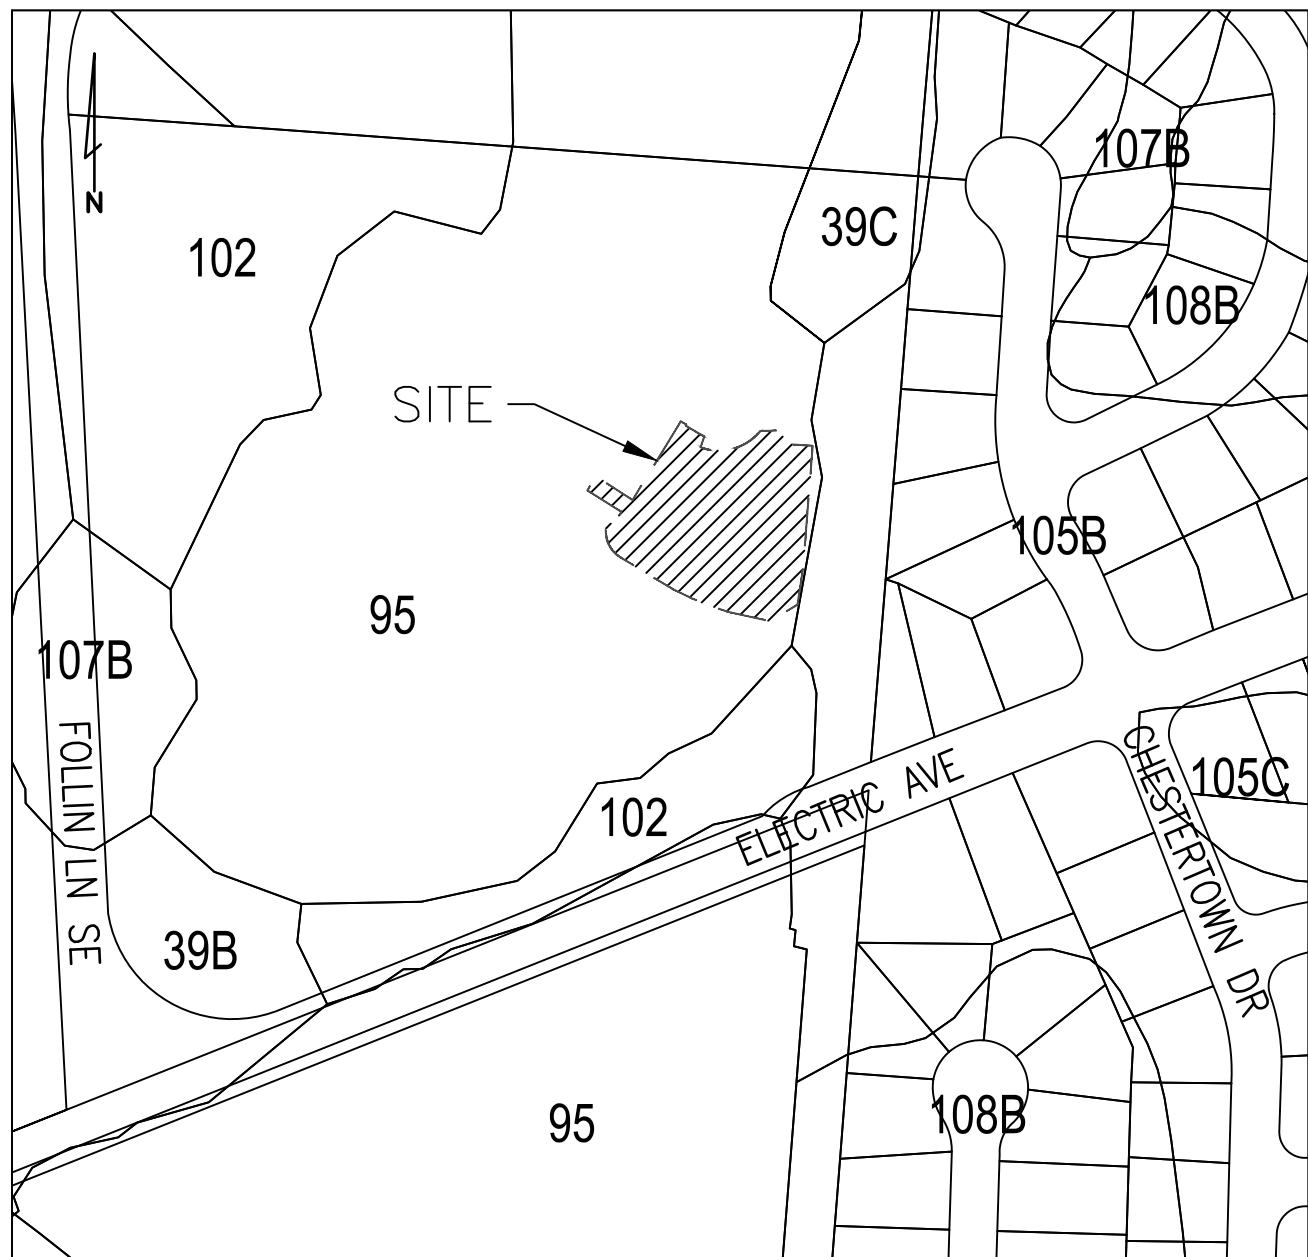 107B
N
39C
102
108B
SITE
105B
95
107B
FOLLIN LN SE
CHESTERTOWN DR
105C
ELECTRIC AVE
102
39B
108B
95